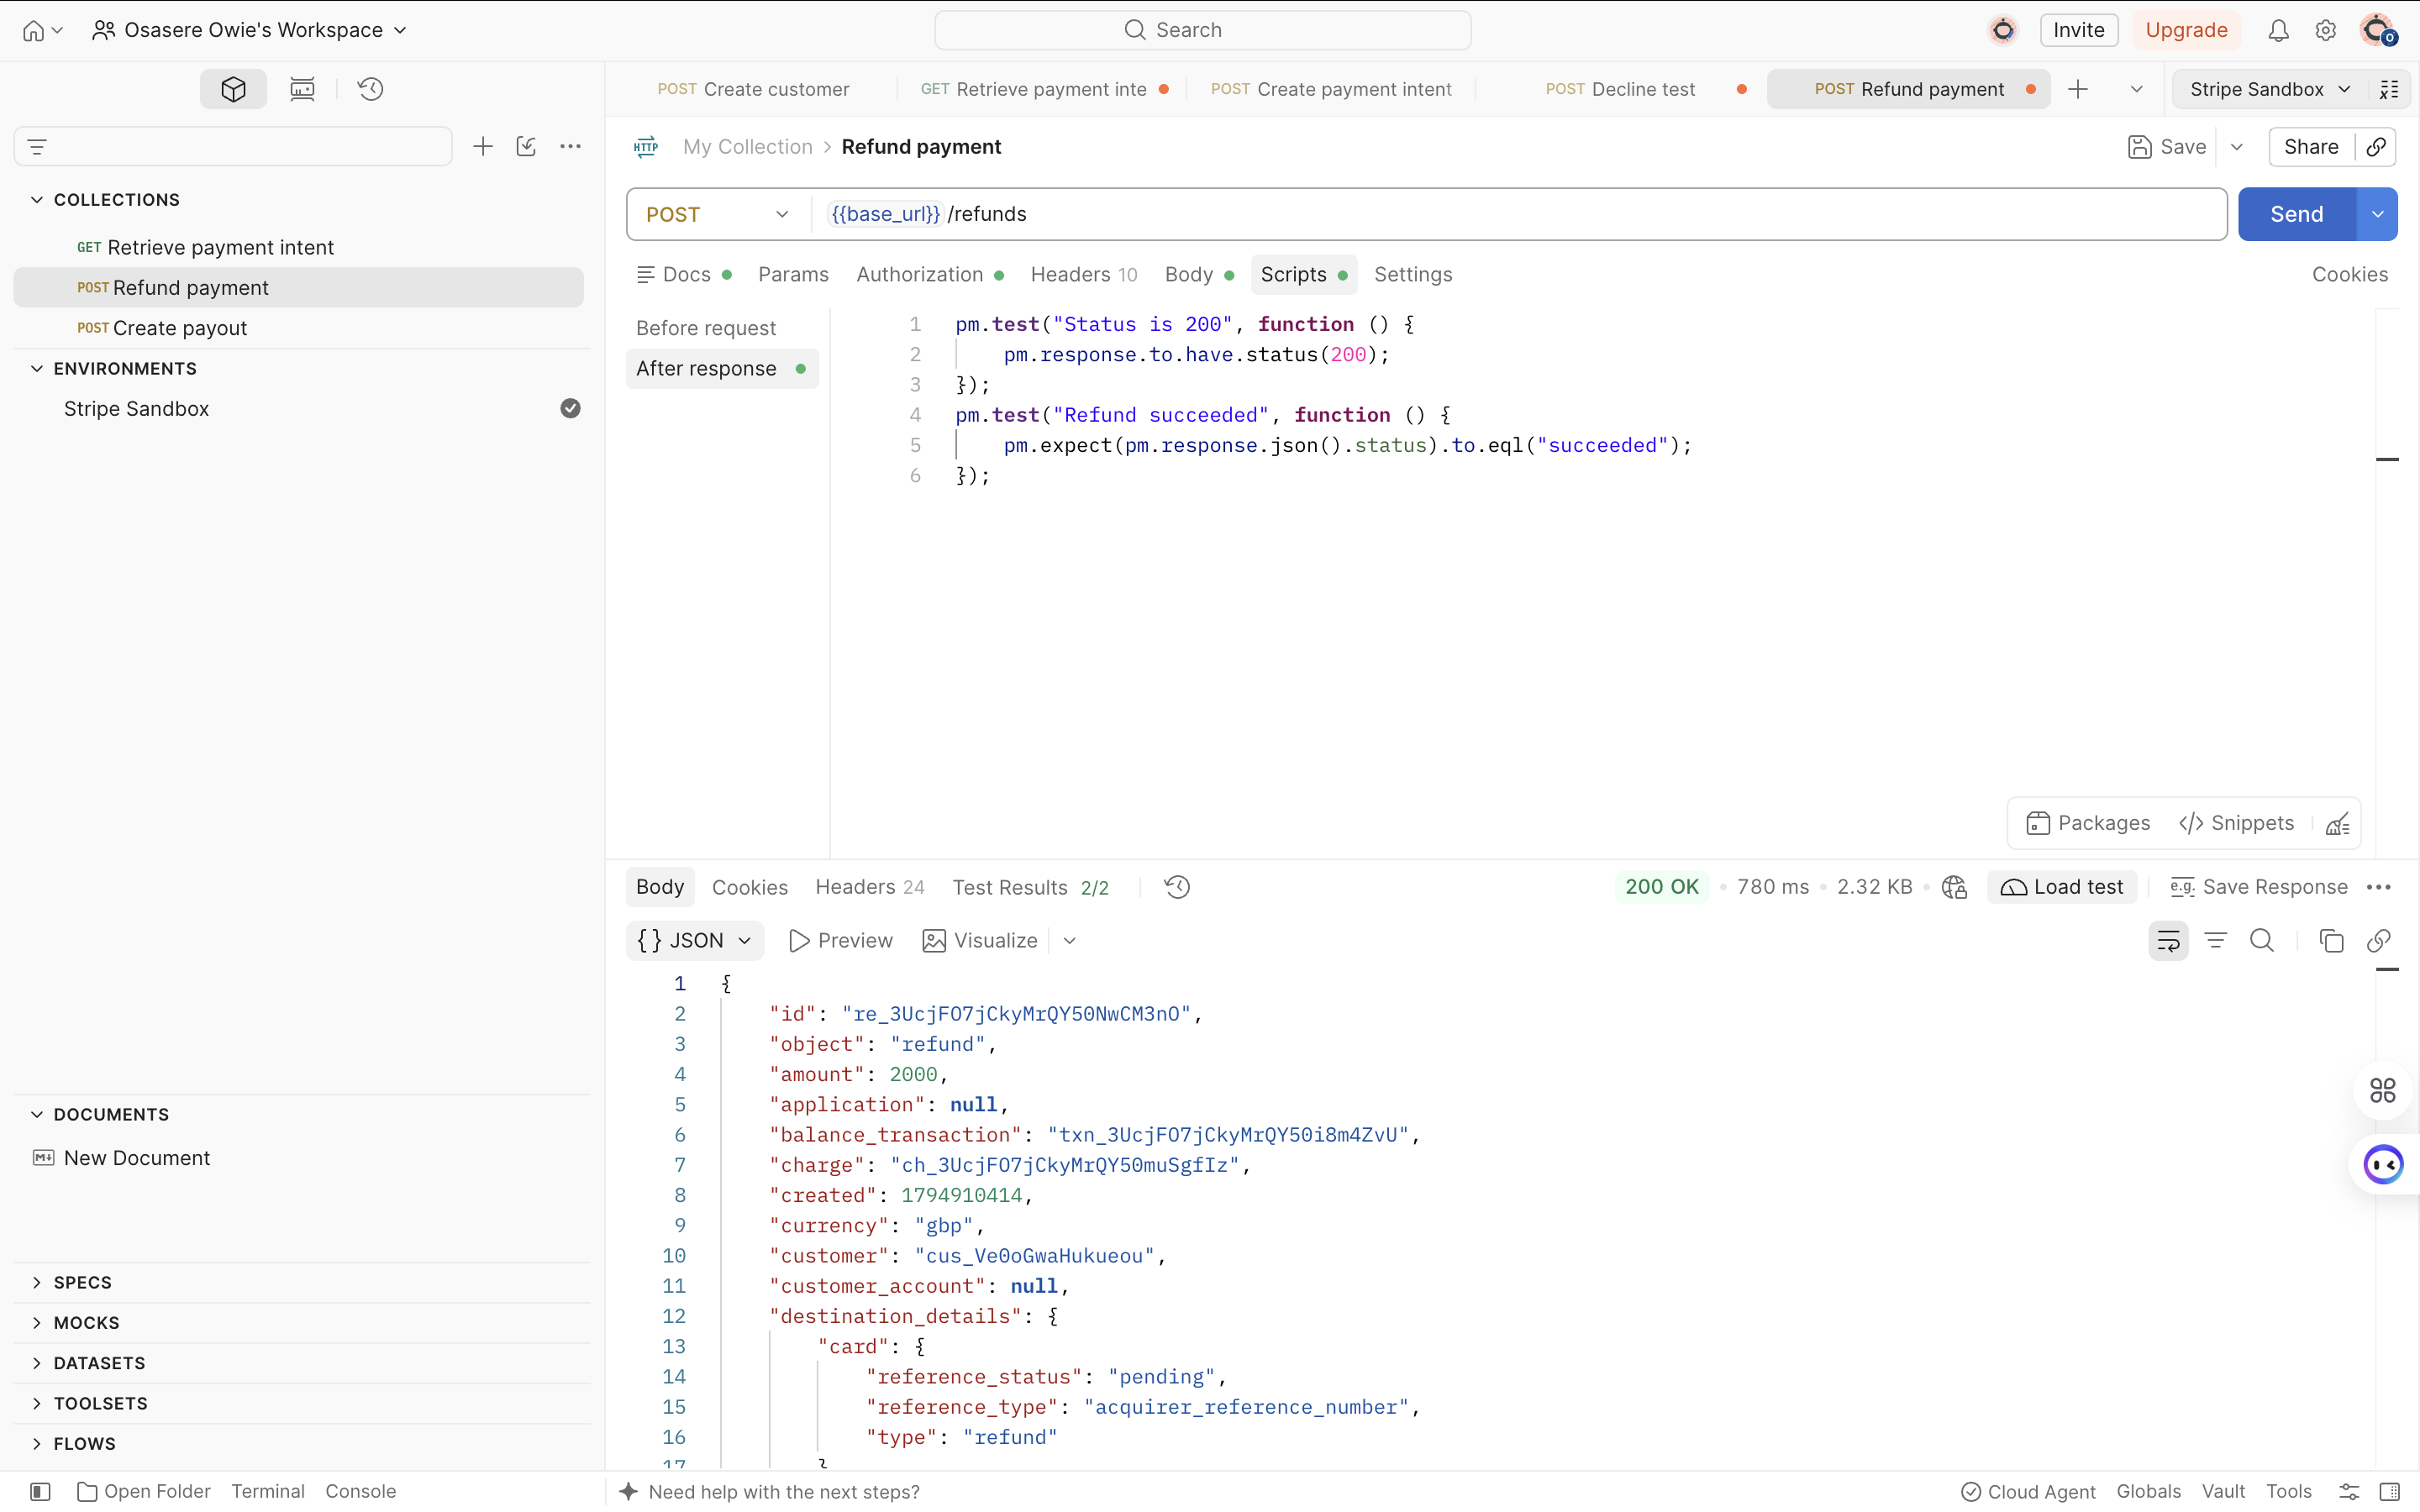 Osasere Owie's Workspace
Search
Invite
Upgrade
POST Create customer
GET Retrieve payment inte
POST Create payment intent
POST Decline test
POST Refund payment
Stripe Sandbox
COLLECTIONS
GET Retrieve payment intent
POST Refund payment
POST Create payout
ENVIRONMENTS
Stripe Sandbox
DOCUMENTS
New Document
SPECS
MOCKS
DATASETS
TOOLSETS
FLOWS
HTTP My Collection > Refund payment
Save
Share
POST {{base_url}} /refunds
Send
Docs Params Authorization Headers 10 Body Scripts Settings Cookies
Before request
After response
1 pm.test("Status is 200", function () {
2 pm.response.to.have.status(200);
3 });
4 pm.test("Refund succeeded", function () {
5 pm.expect(pm.response.json().status).to.eql("succeeded");
6 });
Packages </> Snippets
Body Cookies Headers 24 Test Results 2/2
200 OK • 780 ms • 2.32 KB • Load test e.g. Save Response
{} JSON Preview Visualize
1 {
2 "id": "re_3UcjFO7jCkyMrQY50NwCM3nO",
3 "object": "refund",
4 "amount": 2000,
5 "application": null,
6 "balance_transaction": "txn_3UcjFO7jCkyMrQY50i8m4ZvU",
7 "charge": "ch_3UcjFO7jCkyMrQY50muSgfIz",
8 "created": 1794910414,
9 "currency": "gbp",
10 "customer": "cus_Ve0oGwaHukueou",
11 "customer_account": null,
12 "destination_details": {
13 "card": {
14 "reference_status": "pending",
15 "reference_type": "acquirer_reference_number",
16 "type": "refund"
17 }
Open Folder Terminal Console
Need help with the next steps?
Cloud Agent Globals Vault Tools